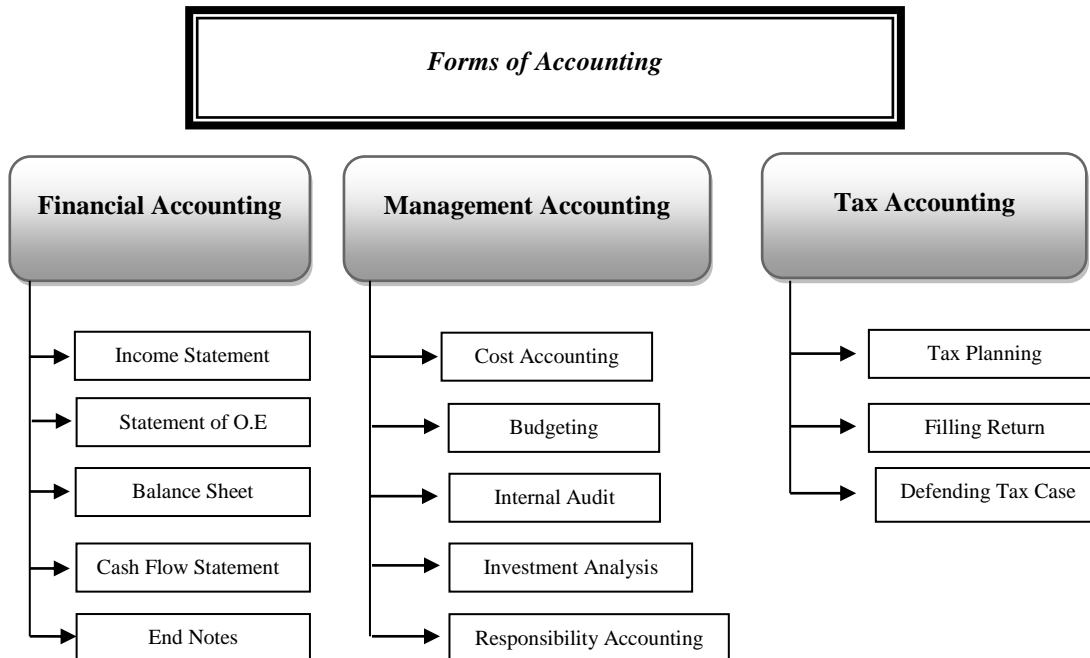 Forms of Accounting
Financial Accounting
Income Statement
Statement of O.E
Balance Sheet
Cash Flow Statement
End Notes
Management Accounting
Cost Accounting
Budgeting
Internal Audit
Investment Analysis
Responsibility Accounting
Tax Accounting
Tax Planning
Filling Return
Defending Tax Case